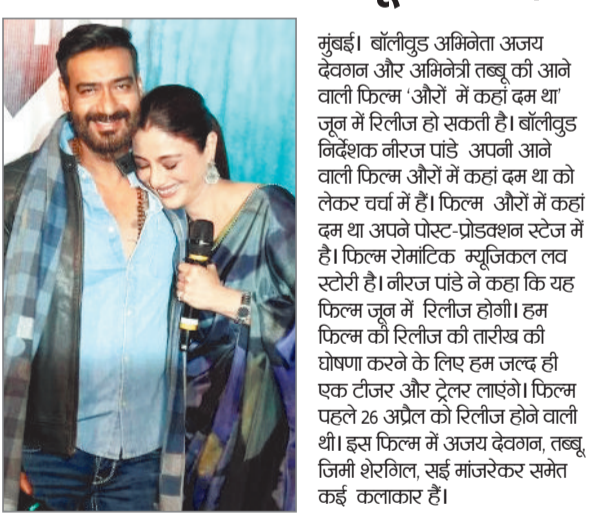 मुंबई। बॉलीवुड अभिनेता अजय
देवगन और अभिनेत्री तब्बू की आने
वाली फिल्म ‘औरों में कहां दम था’
जून में रिलीज हो सकती है। बॉलीवुड
निर्देशक नीरज पांडे अपनी आने
वाली फिल्म औरों में कहां दम था को
लेकर चर्चा में हैं। फिल्म औरों में कहां
दम था अपने पोस्ट-प्रोडक्शन स्टेज में
है। फिल्म रोमांटिक म्यूजिकल लव
स्टोरी है। नीरज पांडे ने कहा कि यह
फिल्म जून में रिलीज होगी। हम
फिल्म की रिलीज की तारीख की
घोषणा करने के लिए हम जल्द ही
एक टीजर और ट्रेलर लाएंगे। फिल्म
पहले 26 अप्रैल को रिलीज होने वाली
थी। इस फिल्म में अजय देवगन, तब्बू,
जिमी शेरगिल, सई मांजरेकर समेत
कई कलाकार हैं।